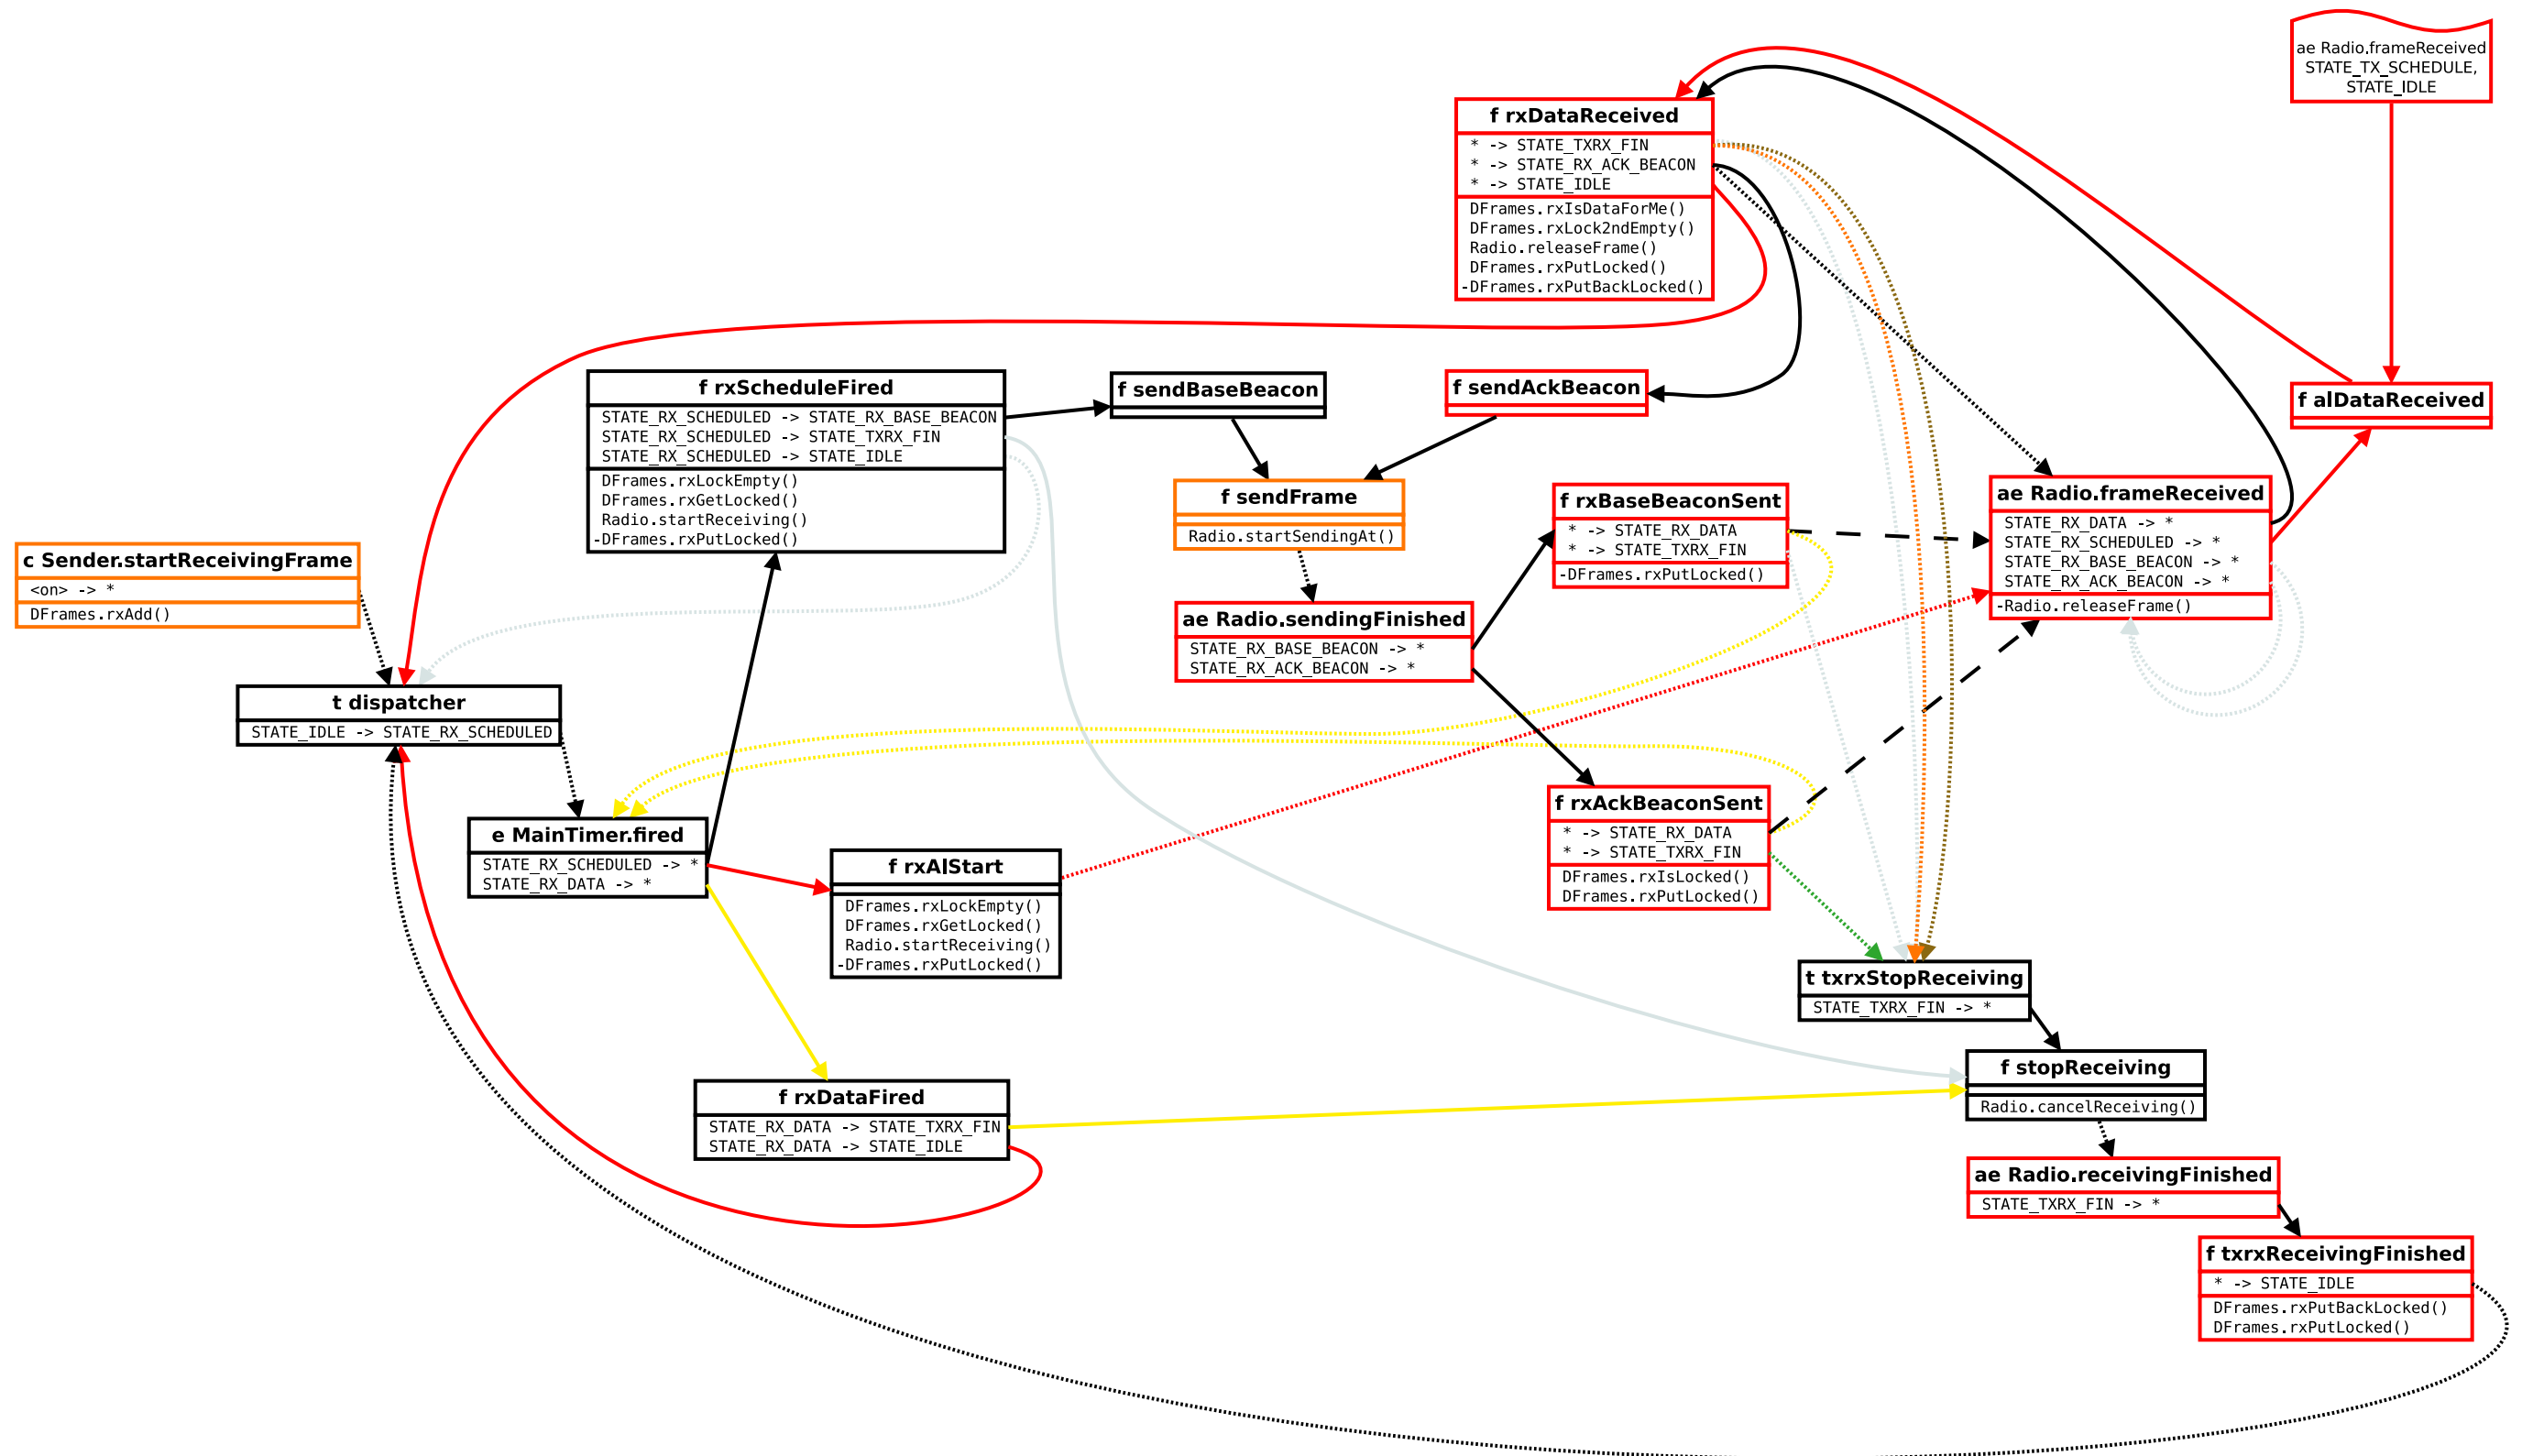 ae Radio.frameReceived
STATE_TX_SCHEDULE,
STATE_IDLE
f rxDataReceived
* -> STATE_TXRX_FIN
* -> STATE_RX_ACK_BEACON
* -> STATE_IDLE
DFrames.rxIsDataForMe()
DFrames.rxLock2ndEmpty()
Radio.releaseFrame()
DFrames.rxPutLocked()
-DFrames.rxPutBackLocked()
f rxScheduleFired
STATE_RX_SCHEDULED -> STATE_RX_BASE_BEACON
STATE_RX_SCHEDULED -> STATE_TXRX_FIN
STATE_RX_SCHEDULED -> STATE_IDLE
DFrames.rxLockEmpty()
DFrames.rxGetLocked()
Radio.startReceiving()
-DFrames.rxPutLocked()
f sendBaseBeacon
f sendAckBeacon
f alDataReceived
f sendFrame
Radio.startSendingAt()
f rxBaseBeaconSent
* -> STATE_RX_DATA
* -> STATE_TXRX_FIN
-DFrames.rxPutLocked()
ae Radio.frameReceived
STATE_RX_DATA -> *
STATE_RX_SCHEDULED -> *
STATE_RX_BASE_BEACON -> *
STATE_RX_ACK_BEACON -> *
-Radio.releaseFrame()
c Sender.startReceivingFrame
<on> -> *
DFrames.rxAdd()
ae Radio.sendingFinished
STATE_RX_BASE_BEACON -> *
STATE_RX_ACK_BEACON -> *
t dispatcher
STATE_IDLE -> STATE_RX_SCHEDULED
e MainTimer.fired
STATE_RX_SCHEDULED -> *
STATE_RX_DATA -> *
f rxAlStart
DFrames.rxLockEmpty()
DFrames.rxGetLocked()
Radio.startReceiving()
-DFrames.rxPutLocked()
f rxAckBeaconSent
* -> STATE_RX_DATA
* -> STATE_TXRX_FIN
DFrames.rxIsLocked()
DFrames.rxPutLocked()
t txrxStopReceiving
STATE_TXRX_FIN -> *
f stopReceiving
Radio.cancelReceiving()
f rxDataFired
STATE_RX_DATA -> STATE_TXRX_FIN
STATE_RX_DATA -> STATE_IDLE
ae Radio.receivingFinished
STATE_TXRX_FIN -> *
f txrxReceivingFinished
* -> STATE_IDLE
DFrames.rxPutBackLocked()
DFrames.rxPutLocked()